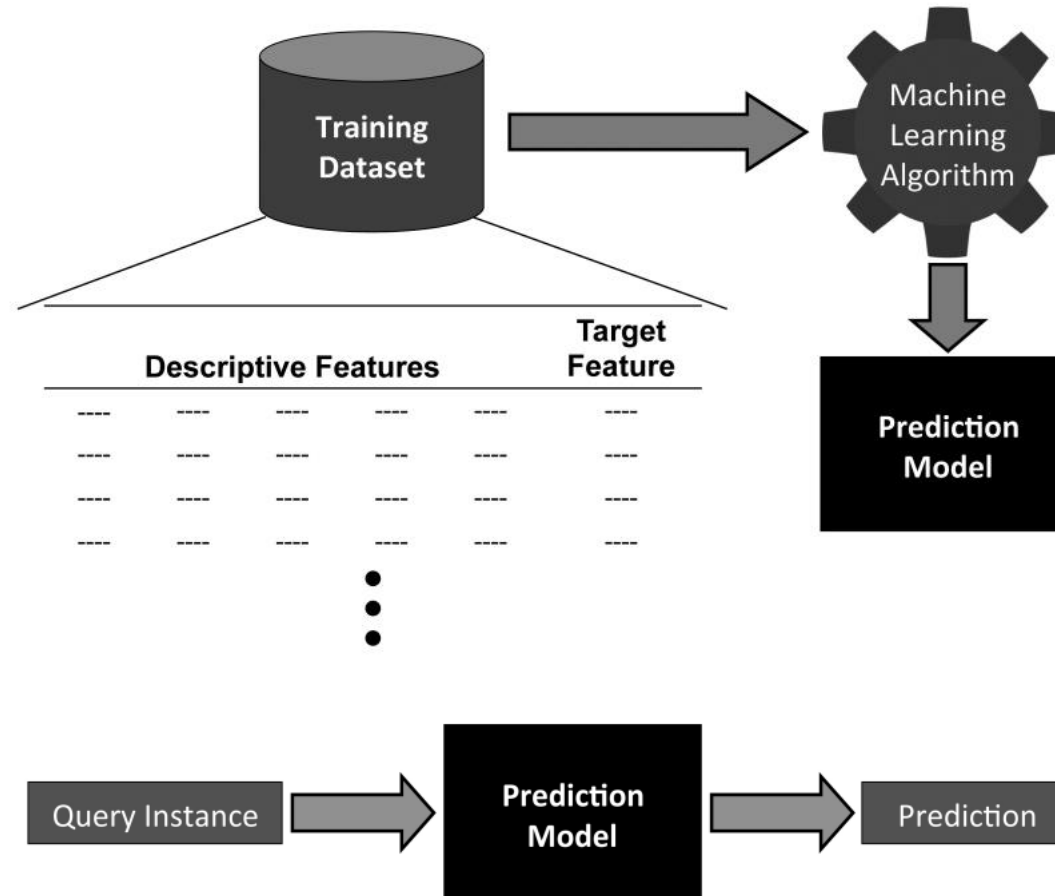 Training
Dataset
Machine
Learning
Algorithm
Target
Feature
Descriptive Features
---- ---- ---- ---- ---- ----
---- ---- ---- ---- ---- ----
---- ---- ---- ---- ---- ----
---- ---- ---- ---- ---- ----
Prediction
Model
Query Instance
Prediction
Model
Prediction